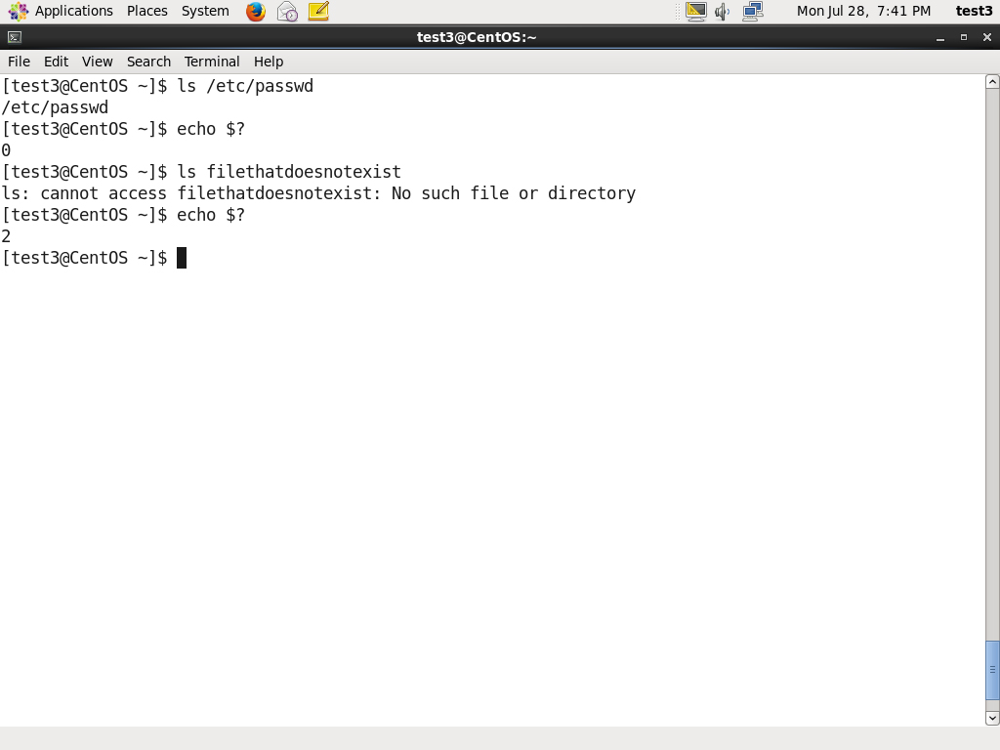 Applications Places System Mon Jul 28, 7:41 PM test3
test3@CentOS:~
File Edit View Search Terminal Help
[test3@CentOS ~]$ ls /etc/passwd
/etc/passwd
[test3@CentOS ~]$ echo $?
0
[test3@CentOS ~]$ ls filethatdoesnotexist
ls: cannot access filethatdoesnotexist: No such file or directory
[test3@CentOS ~]$ echo $?
2
[test3@CentOS ~]$